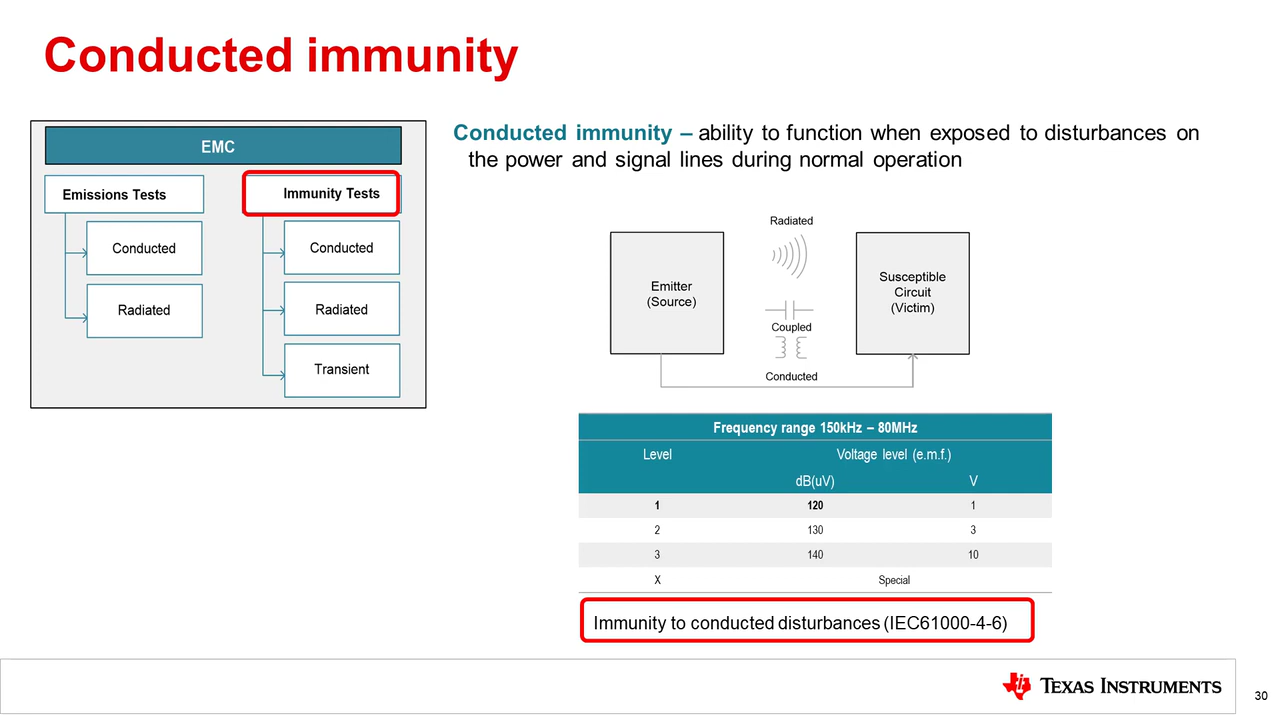 Conducted immunity
EMC
Emissions Tests
Conducted
Radiated
Immunity Tests
Conducted
Radiated
Transient
Conducted immunity – ability to function when exposed to disturbances on
the power and signal lines during normal operation
Radiated
Emitter
(Source)
Susceptible
Circuit
(Victim)
Coupled
Conducted
Frequency range 150kHz – 80MHz
Level Voltage level (e.m.f.)
dB(uV) V
1 120 1
2 130 3
3 140 10
X Special
Immunity to conducted disturbances (IEC61000-4-6)
TEXAS INSTRUMENTS
30